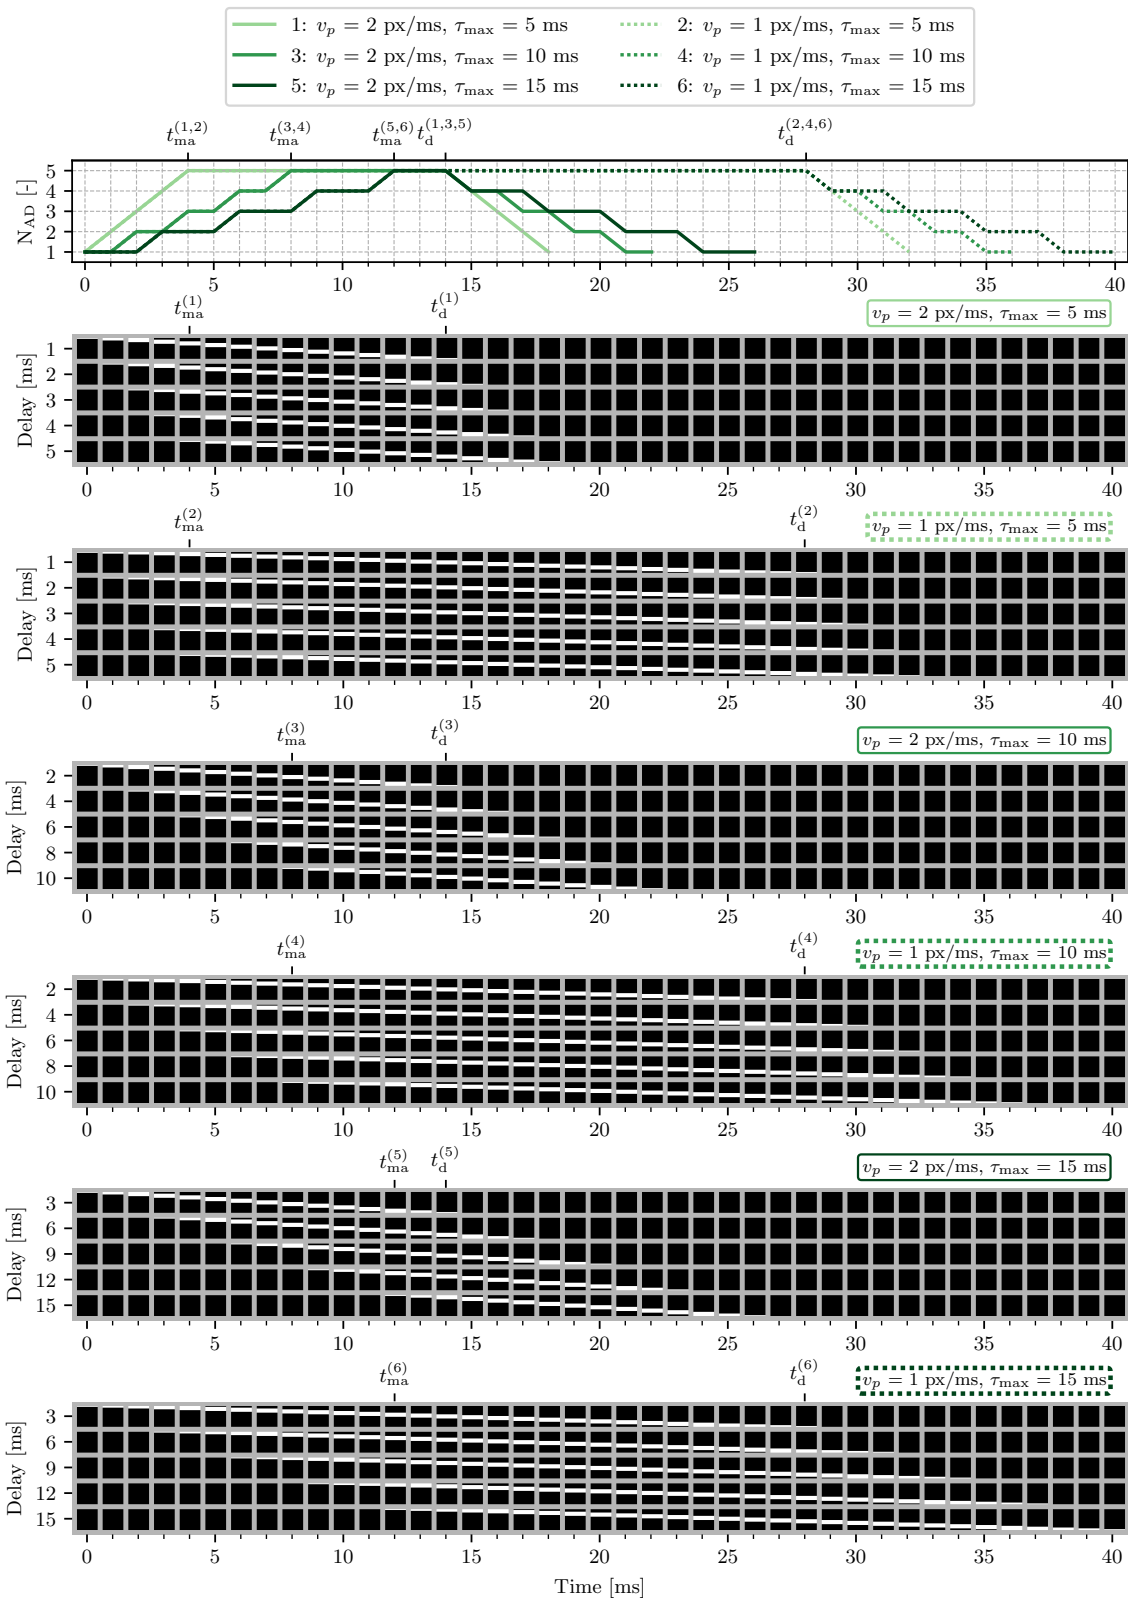 1: v_p = 2 px/ms, τ_max = 5 ms 2: v_p = 1 px/ms, τ_max = 5 ms
3: v_p = 2 px/ms, τ_max = 10 ms 4: v_p = 1 px/ms, τ_max = 10 ms
5: v_p = 2 px/ms, τ_max = 15 ms 6: v_p = 1 px/ms, τ_max = 15 ms
t_ma^(1,2) t_ma^(3,4) t_ma^(5,6) t_d^(1,3,5) t_d^(2,4,6)
N_AD [-]
5
4
3
2
1
0 5 10 15 20 25 30 35 40
t_ma^(1) t_d^(1) v_p = 2 px/ms, τ_max = 5 ms
Delay [ms]
1
2
3
4
5
0 5 10 15 20 25 30 35 40
t_ma^(2) t_d^(2) v_p = 1 px/ms, τ_max = 5 ms
Delay [ms]
1
2
3
4
5
0 5 10 15 20 25 30 35 40
t_ma^(3) t_d^(3) v_p = 2 px/ms, τ_max = 10 ms
Delay [ms]
2
4
6
8
10
0 5 10 15 20 25 30 35 40
t_ma^(4) t_d^(4) v_p = 1 px/ms, τ_max = 10 ms
Delay [ms]
2
4
6
8
10
0 5 10 15 20 25 30 35 40
t_ma^(5) t_d^(5) v_p = 2 px/ms, τ_max = 15 ms
Delay [ms]
3
6
9
12
15
0 5 10 15 20 25 30 35 40
t_ma^(6) t_d^(6) v_p = 1 px/ms, τ_max = 15 ms
Delay [ms]
3
6
9
12
15
0 5 10 15 20 25 30 35 40
Time [ms]